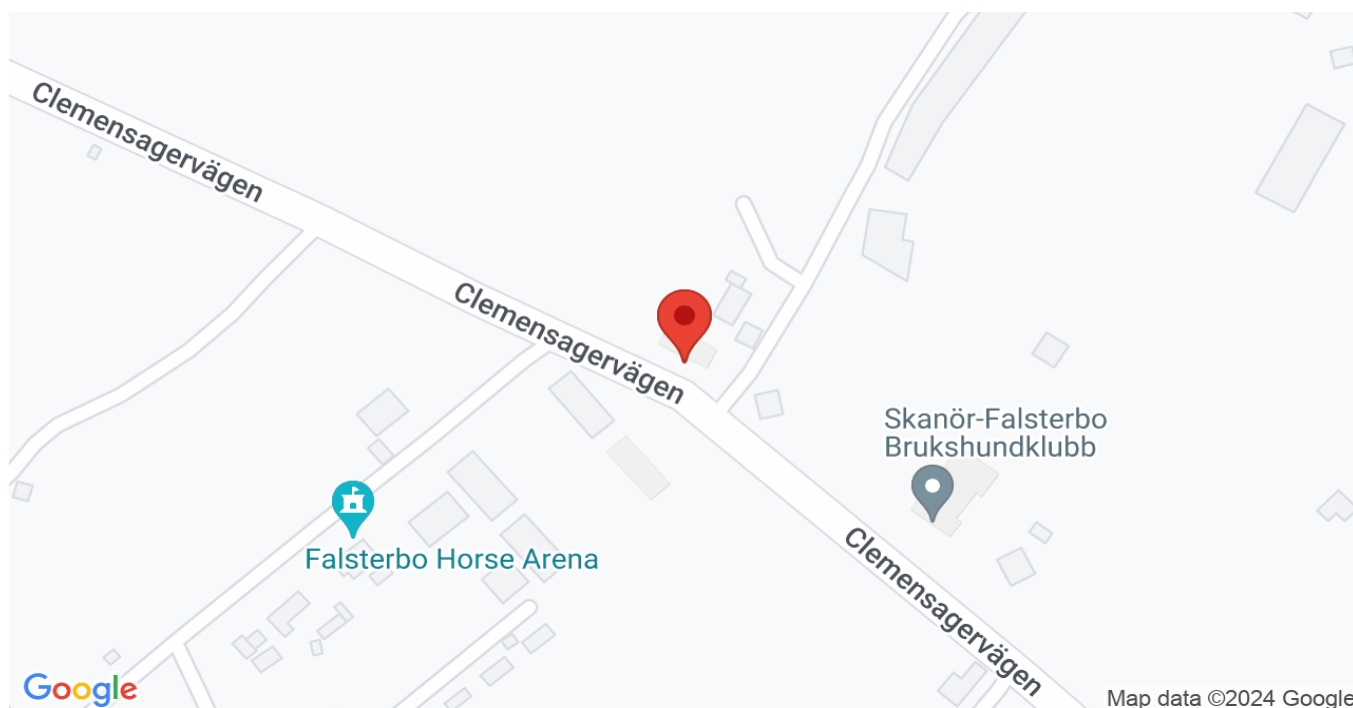 Clemensagervägen
Clemensagervägen
Skanör-Falsterbo
Brukshundklubb
Falsterbo Horse Arena
Clemensagervägen
Google
Map data ©2024 Google